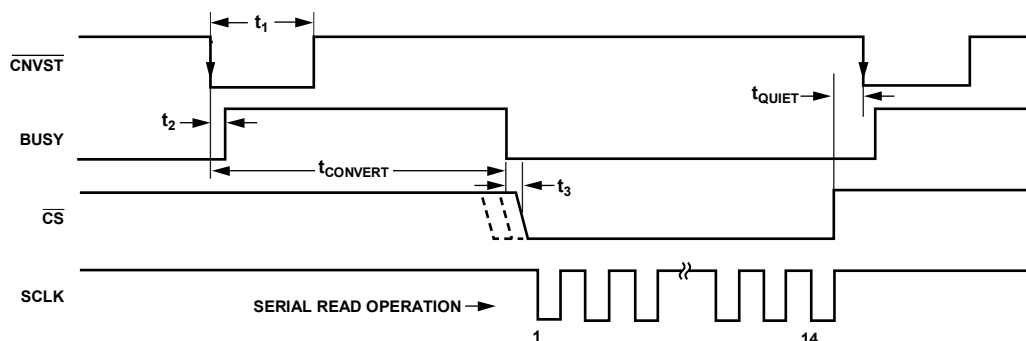 t1
CNVST
tQUIET
t2
BUSY
tCONVERT
t3
CS
SCLK
SERIAL READ OPERATION
1
14